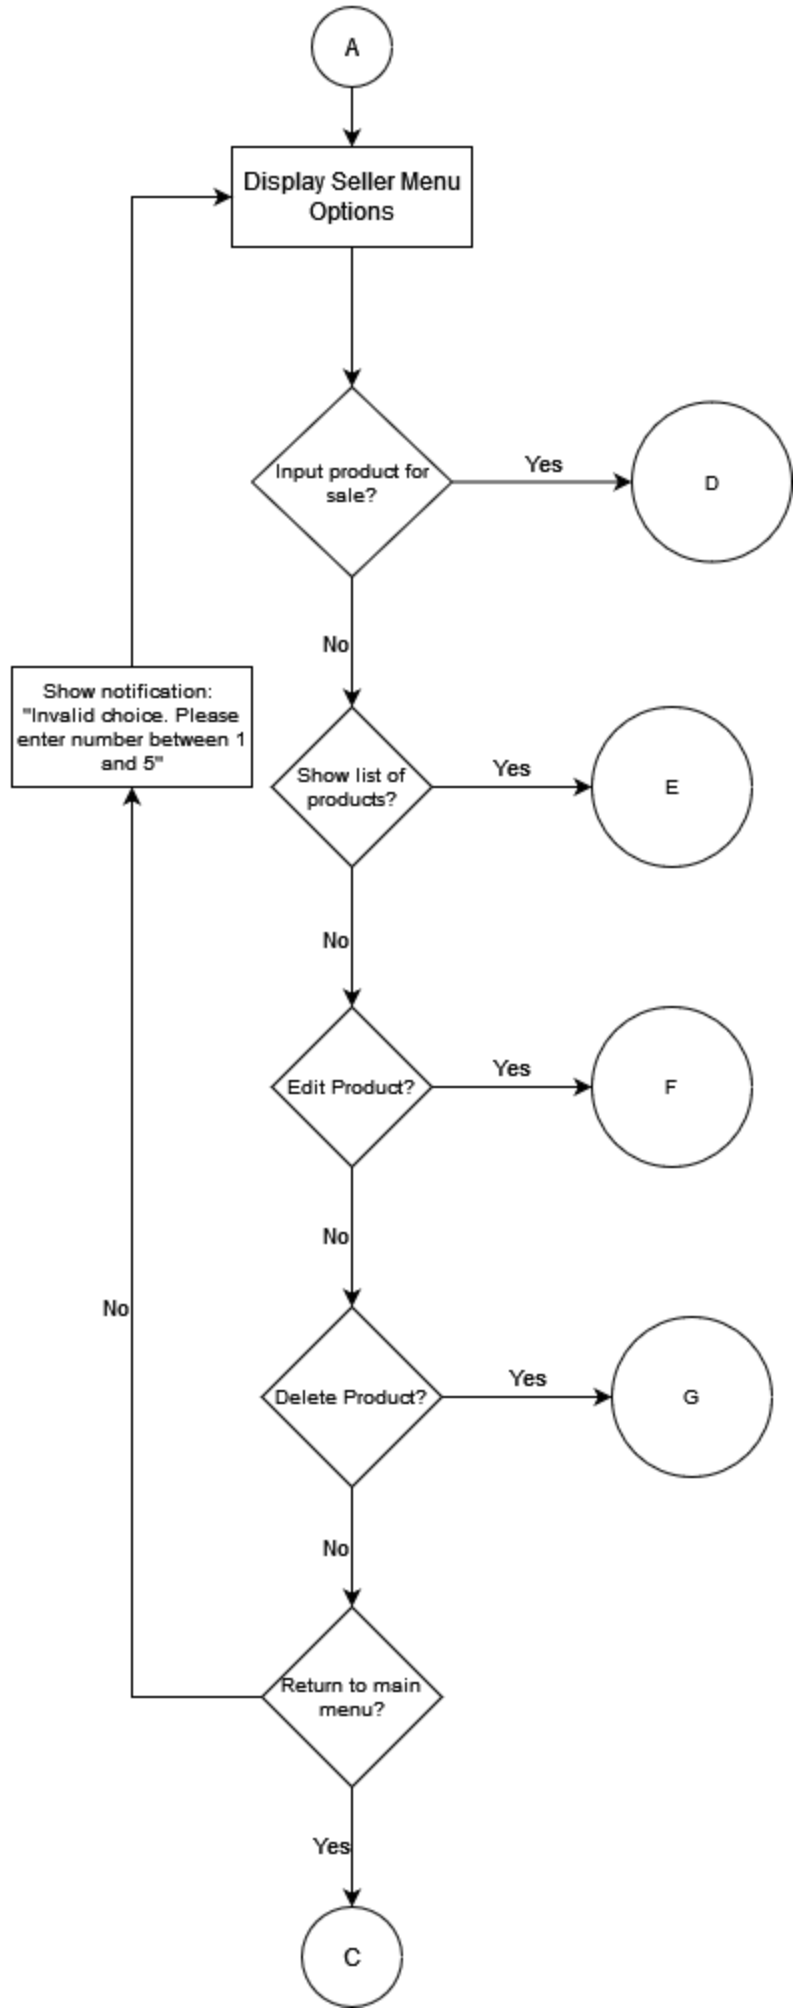 A
Display Seller Menu
Options
Input product for
sale?
Yes
D
No
Show notification:
"Invalid choice. Please
enter number between 1
and 5"
Show list of
products?
Yes
E
No
Edit Product?
Yes
F
No
No
Delete Product?
Yes
G
No
Return to main
menu?
Yes
C